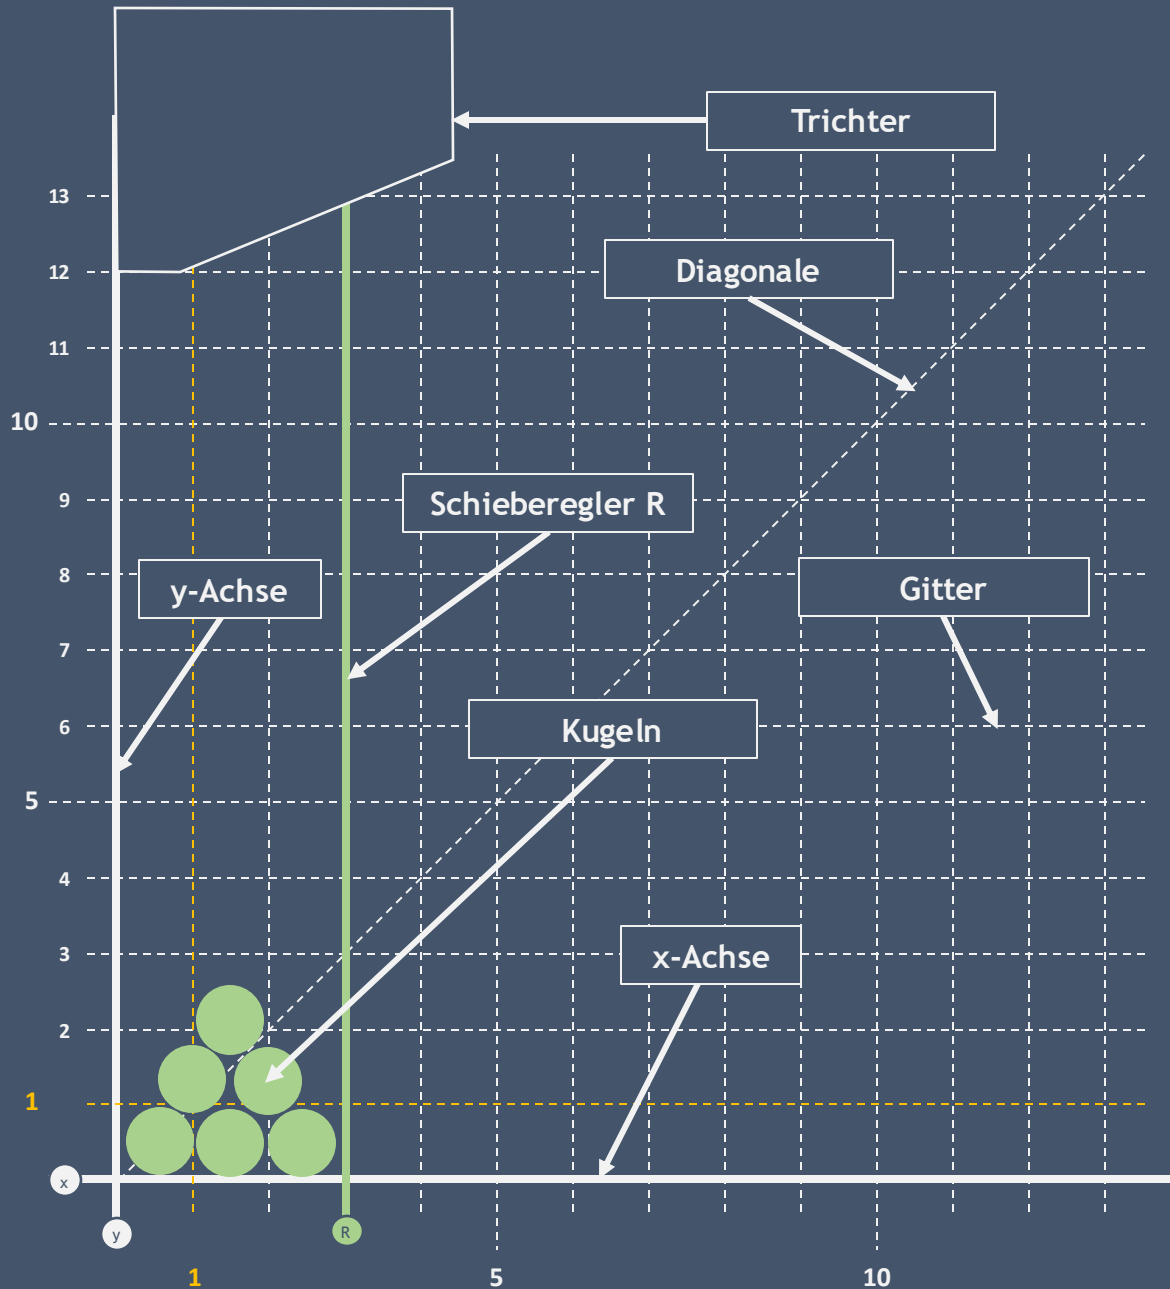 Trichter
13
Diagonale
12
11
10
9
Schieberegler R
8
y-Achse
Gitter
7
6
Kugeln
5
4
3
x-Achse
2
1
x
y
R
1
5
10